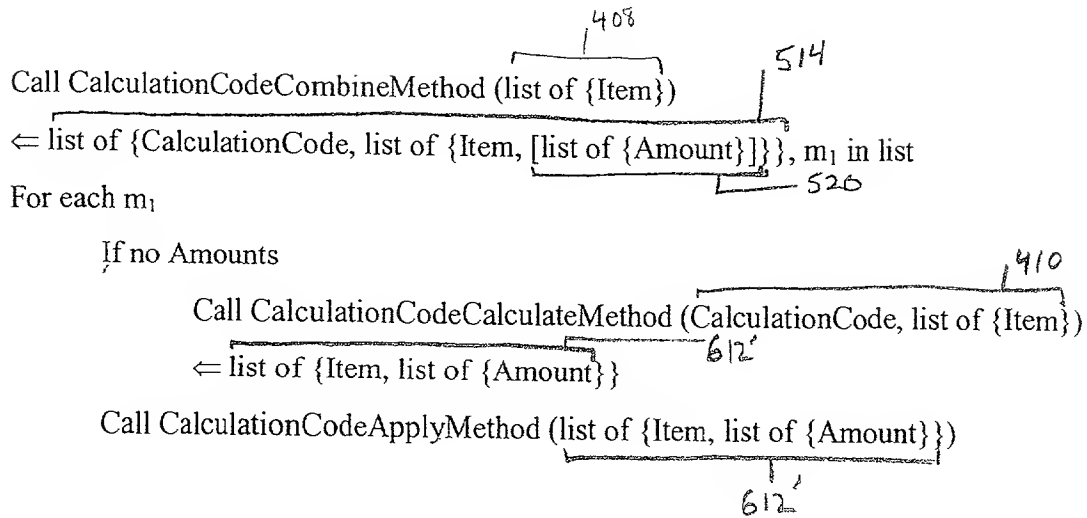 408
514
Call CalculationCodeCombineMethod (list of {Item})
⇐ list of {CalculationCode, list of {Item, [list of {Amount}]}}, m₁ in list
520
For each m₁
If no Amounts
410
Call CalculationCodeCalculateMethod (CalculationCode, list of {Item})
612'
⇐ list of {Item, list of {Amount}}
Call CalculationCodeApplyMethod (list of {Item, list of {Amount}})
612'